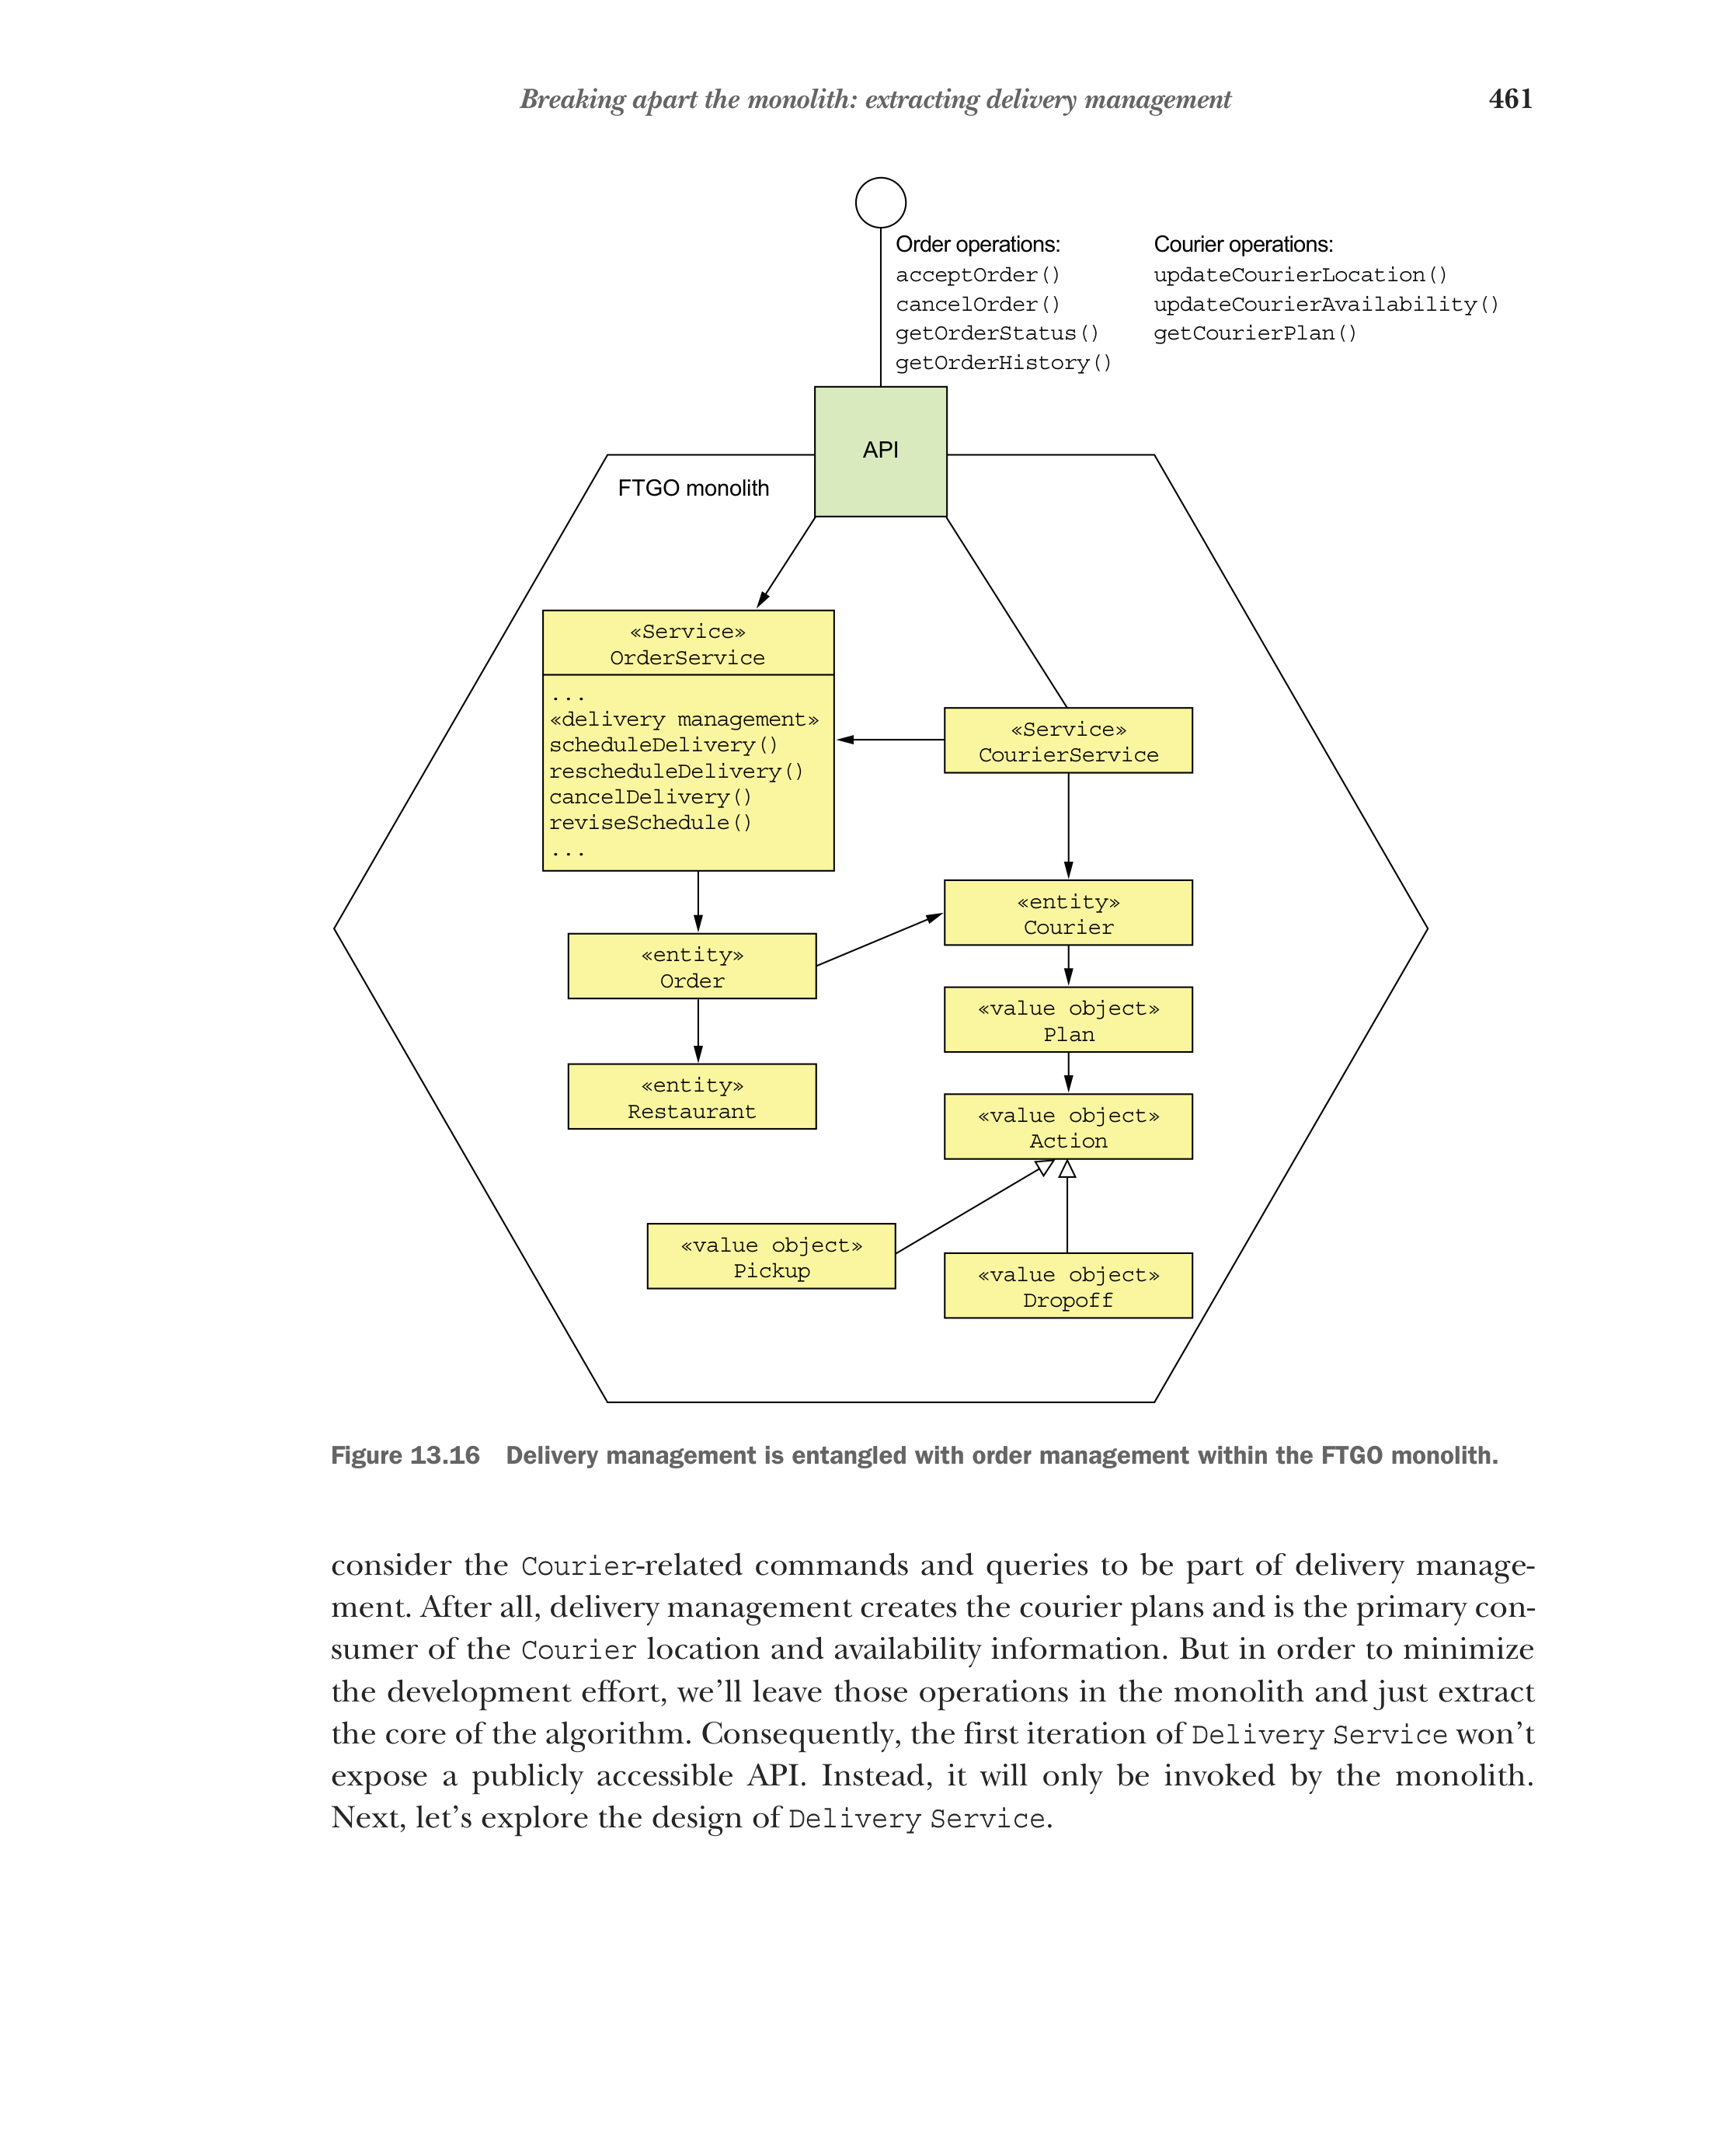 Breaking apart the monolith: extracting delivery management 461
Order operations:
acceptOrder()
cancelOrder()
getOrderStatus()
getOrderHistory()
Courier operations:
updateCourierLocation()
updateCourierAvailability()
getCourierPlan()
API
FTGO monolith
«Service»
OrderService
...
«delivery management»
scheduleDelivery()
rescheduleDelivery()
cancelDelivery()
reviseSchedule()
...
«Service»
CourierService
«entity»
Courier
«entity»
Order
«value object»
Plan
«entity»
Restaurant
«value object»
Action
«value object»
Pickup
«value object»
Dropoff
Figure 13.16 Delivery management is entangled with order management within the FTGO monolith.
consider the Courier-related commands and queries to be part of delivery manage-
ment. After all, delivery management creates the courier plans and is the primary con-
sumer of the Courier location and availability information. But in order to minimize
the development effort, we’ll leave those operations in the monolith and just extract
the core of the algorithm. Consequently, the first iteration of Delivery Service won’t
expose a publicly accessible API. Instead, it will only be invoked by the monolith.
Next, let’s explore the design of Delivery Service.